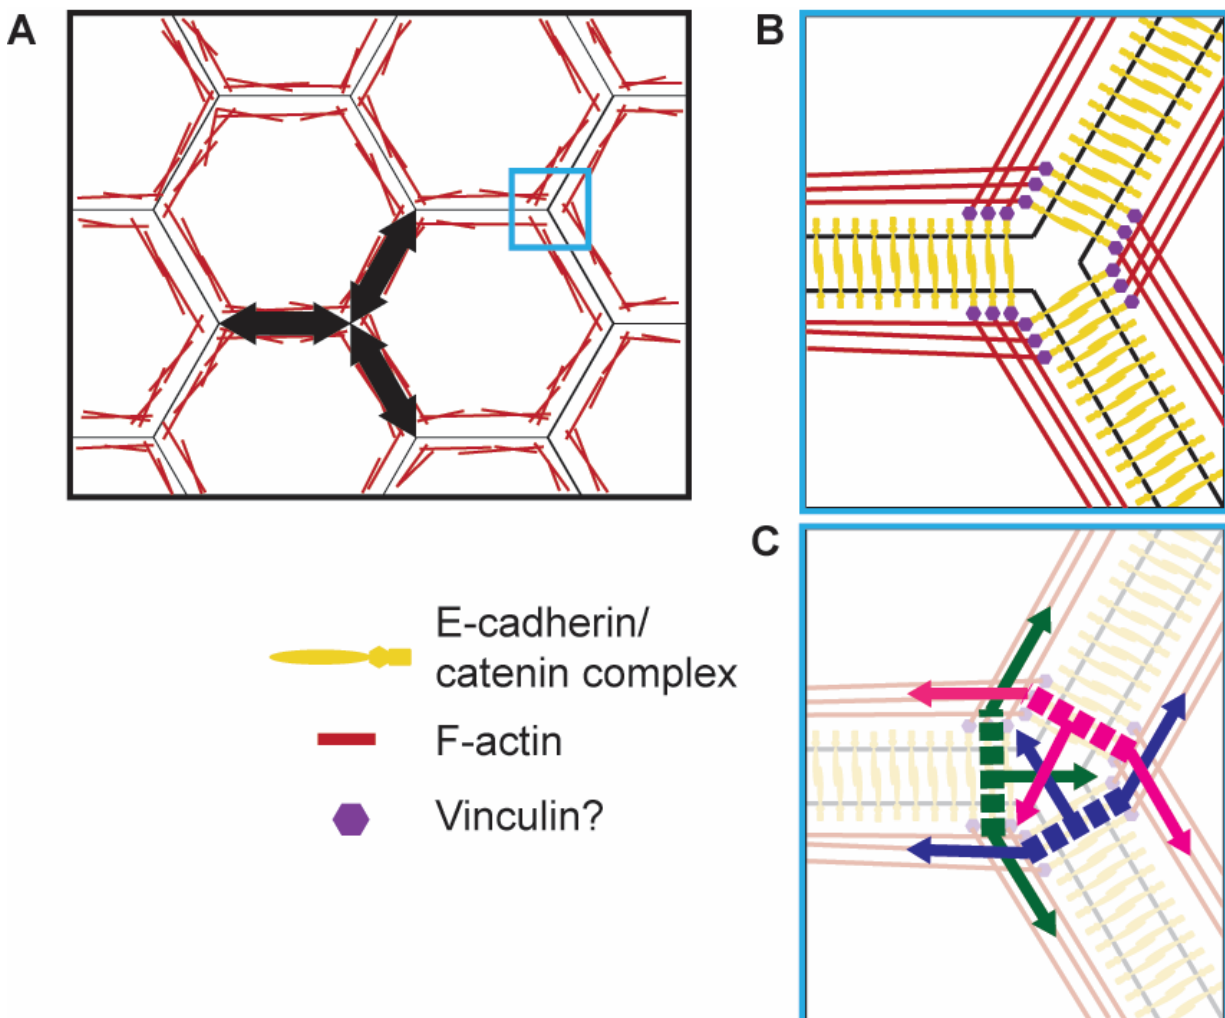 A
B
C
E-cadherin/
catenin complex
F-actin
Vinculin?